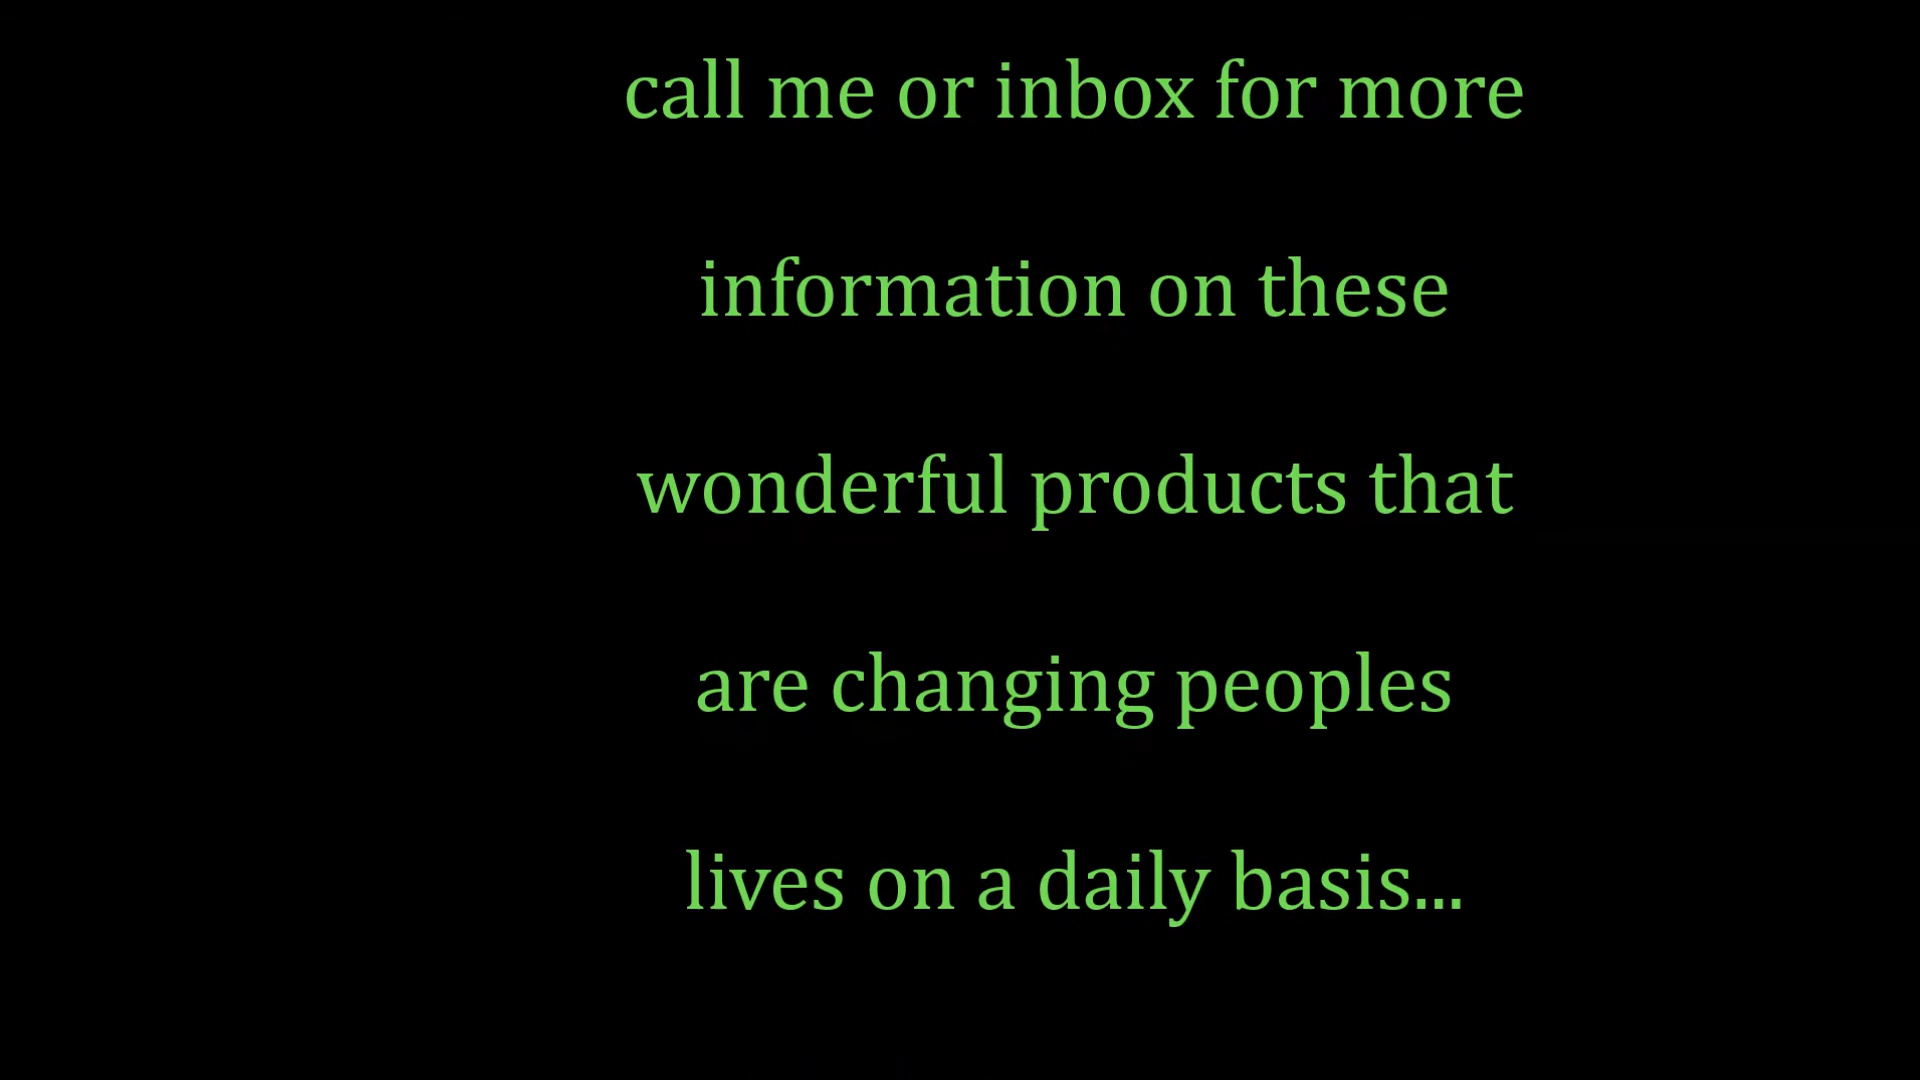 call me or inbox for more
information on these
wonderful products that
are changing peoples
lives on a daily basis...